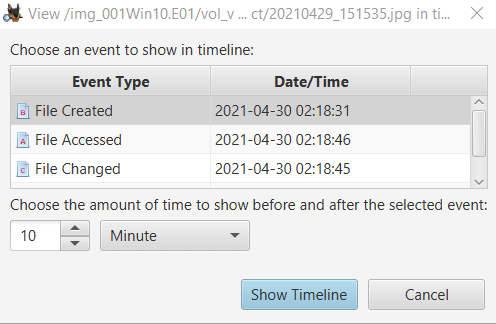 View /img_001Win10.E01/vol_v ... ct/20210429_151535.jpg in ti...
Choose an event to show in timeline:
Event Type Date/Time
B File Created 2021-04-30 02:18:31
A File Accessed 2021-04-30 02:18:46
C File Changed 2021-04-30 02:18:45
Choose the amount of time to show before and after the selected event:
10 Minute
Show Timeline Cancel